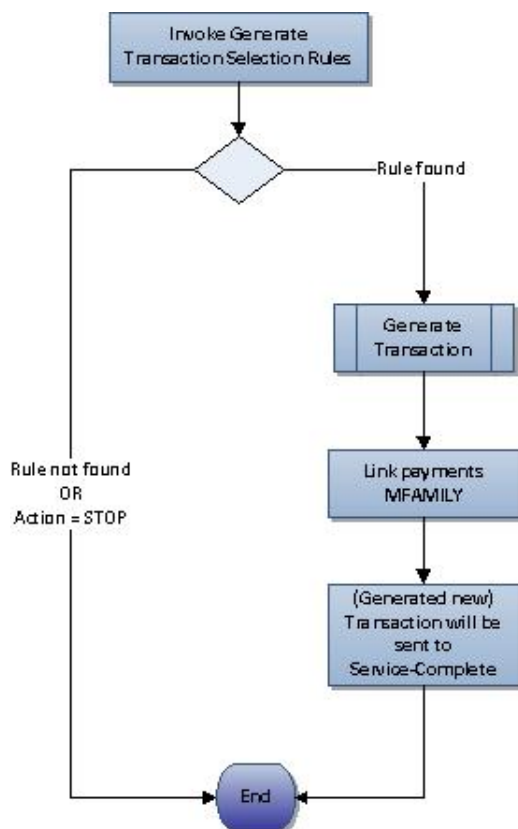 Invoke Generate
Transaction Selection Rules
Rule found
Generate
Transaction
Rule not found
OR
Action = STOP
Link payments
MFAMILY
(Generated new)
Transaction will be
sent to
Service-Complete
End